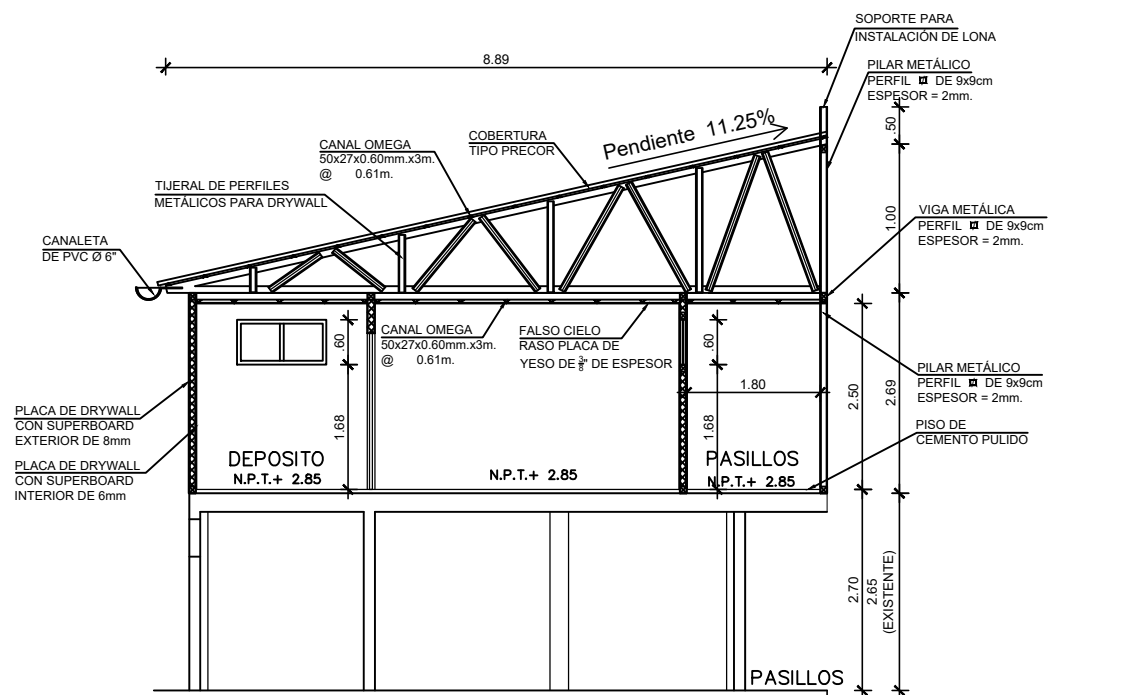 SOPORTE PARA
INSTALACIÓN DE LONA
8.89
PILAR METÁLICO
PERFIL DE 9x9cm
ESPESOR = 2mm.
.50
Pendiente 11.25%
COBERTURA
TIPO PRECOR
CANAL OMEGA
50x27x0.60mm.x3m.
@ 0.61m.
TIJERAL DE PERFILES
METÁLICOS PARA DRYWALL
VIGA METÁLICA
PERFIL DE 9x9cm
ESPESOR = 2mm.
1.00
CANALETA
DE PVC Ø 6"
CANAL OMEGA
50x27x0.60mm.x3m.
@ 0.61m.
FALSO CIELO
RASO PLACA DE
YESO DE 3/8" DE ESPESOR
.60
.60
1.80
2.50
2.69
PILAR METÁLICO
PERFIL DE 9x9cm
ESPESOR = 2mm.
PLACA DE DRYWALL
CON SUPERBOARD
EXTERIOR DE 8mm
1.68
1.68
PISO DE
CEMENTO PULIDO
PLACA DE DRYWALL
CON SUPERBOARD
INTERIOR DE 6mm
DEPOSITO
N.P.T.+ 2.85
N.P.T.+ 2.85
PASILLOS
N.P.T.+ 2.85
2.70
2.65
(EXISTENTE)
PASILLOS